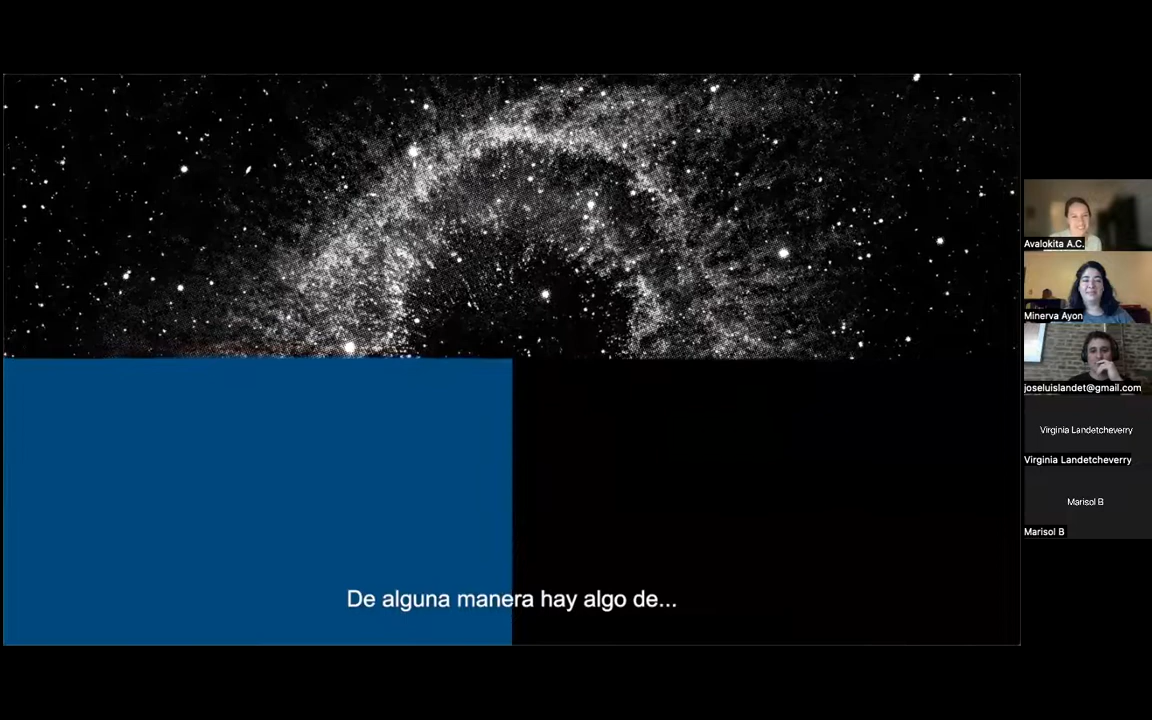 De alguna manera hay algo de...
Avalokita A.C.
Minerva Ayon
joseluislandet@gmail.com
Virginia Landetcheverry
Virginia Landetcheverry
Marisol B
Marisol B